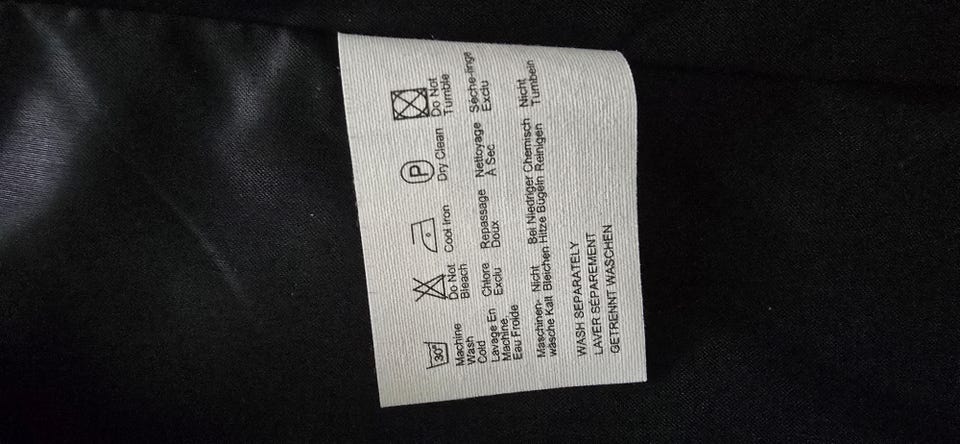 30°
P
Machine
Wash
Cold
Do Not
Bleach
Cool Iron
Dry Clean
Do Not
Tumble
Lavage En
Machine,
Eau Froide
Chlore
Exclu
Repassage
Doux
Nettoyage
À Sec
Sèche-linge
Exclu
Maschinen-
wäsche Kalt
Nicht
Bleichen
Bei Niedriger
Hitze Bügeln
Chemisch
Reinigen
Nicht
Tumbeln
WASH SEPARATELY
LAVER SÉPAREMENT
GETRENNT WASCHEN